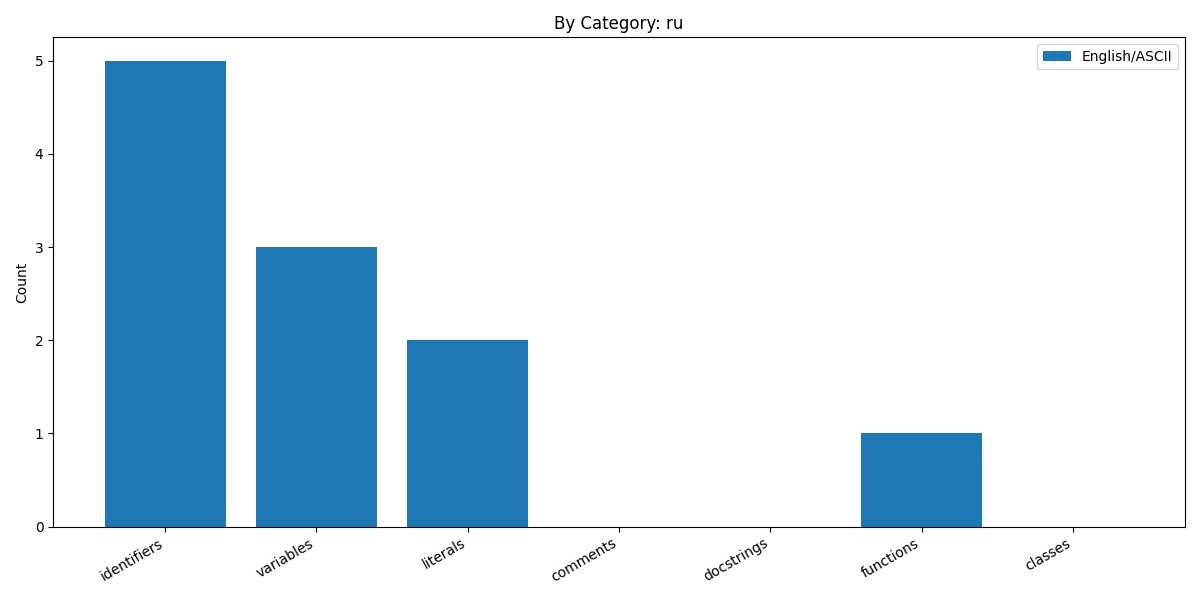 By Category: ru
English/ASCII
Count
5
4
3
2
1
0
identifiers
variables
literals
comments
docstrings
functions
classes